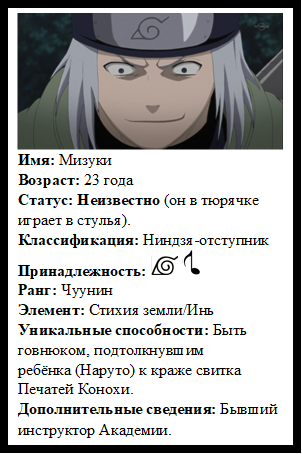 Имя: Мизуки
Возраст: 23 года
Статус: Неизвестно (он в тюрячке
играет в стулья).
Классификация: Ниндзя-отступник
Принадлежность:
Ранг: Чуунин
Элемент: Стихия земли/Инь
Уникальные способности: Быть
говнюком, подтолкнувшим
ребёнка (Наруто) к краже свитка
Печатей Конохи.
Дополнительные сведения: Бывший
инструктор Академии.